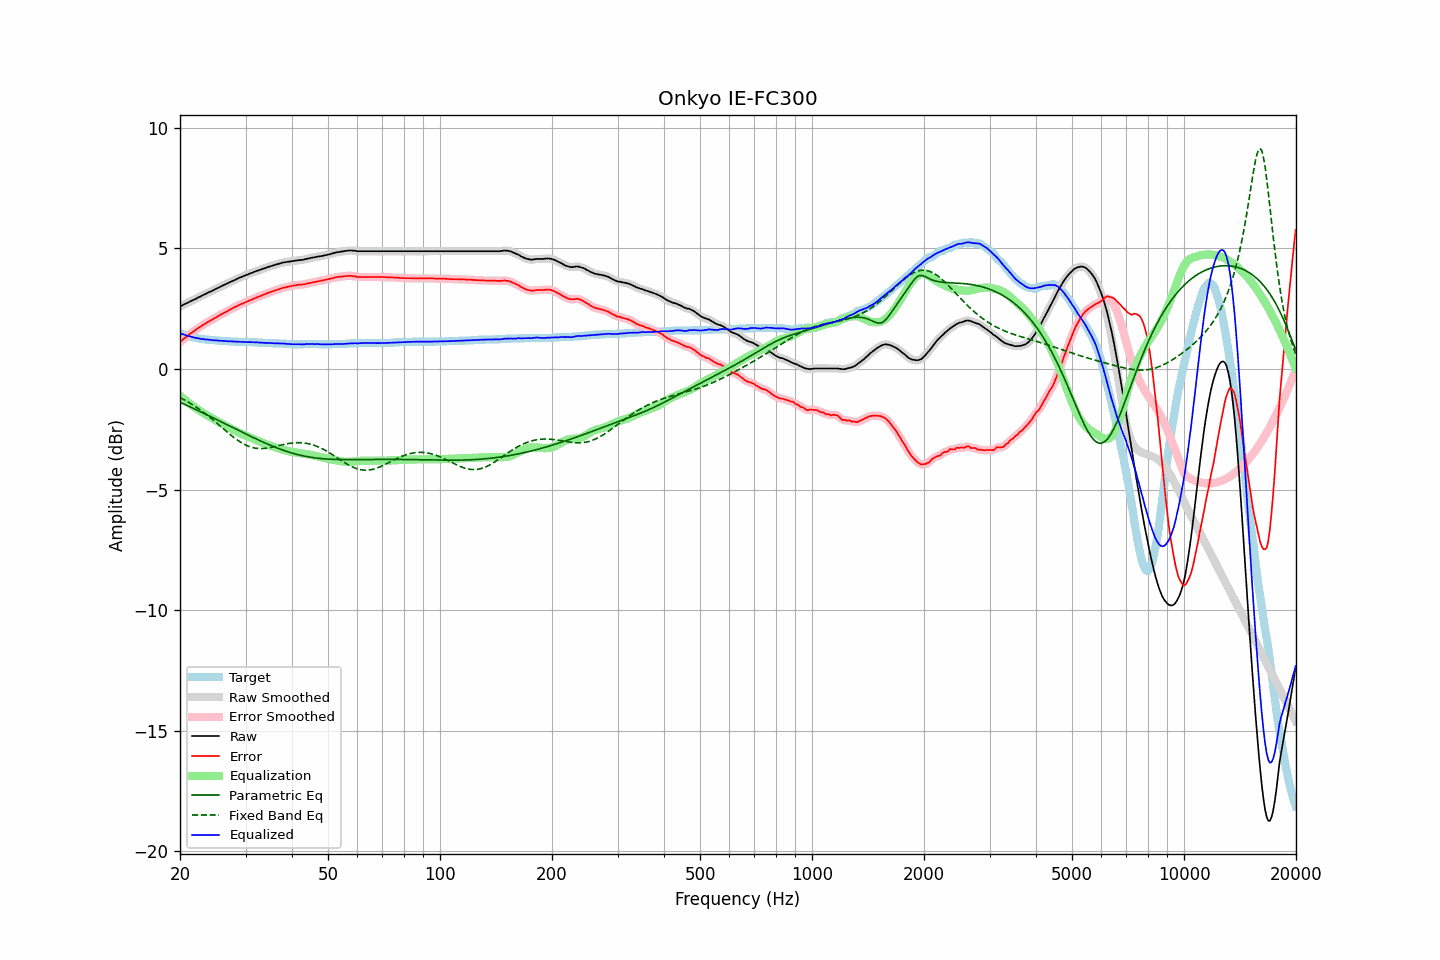 Onkyo IE-FC300
10
5
0
−5
−10
−15
−20
Amplitude (dBr)
Target
Raw Smoothed
Error Smoothed
Raw
Error
Equalization
Parametric Eq
Fixed Band Eq
Equalized
20 50 100 200 500 1000 2000 5000 10000 20000
Frequency (Hz)